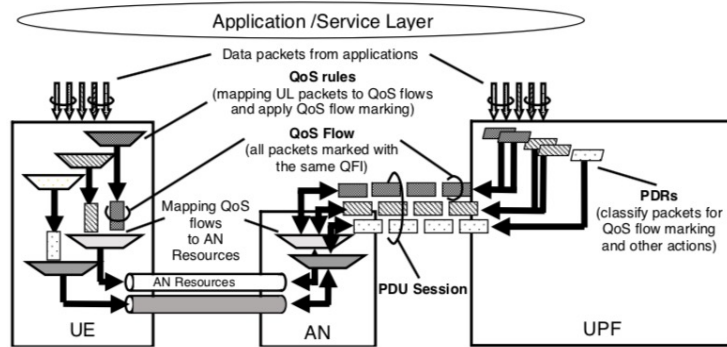 Application /Service Layer
Data packets from applications
QoS rules
(mapping UL packets to QoS flows
and apply QoS flow marking)
QoS Flow
(all packets marked with
the same QFI)
PDRs
(classify packets for
QoS flow marking
and other actions)
Mapping QoS
flows
to AN
Resources
PDU Session
AN Resources
UE
AN
UPF